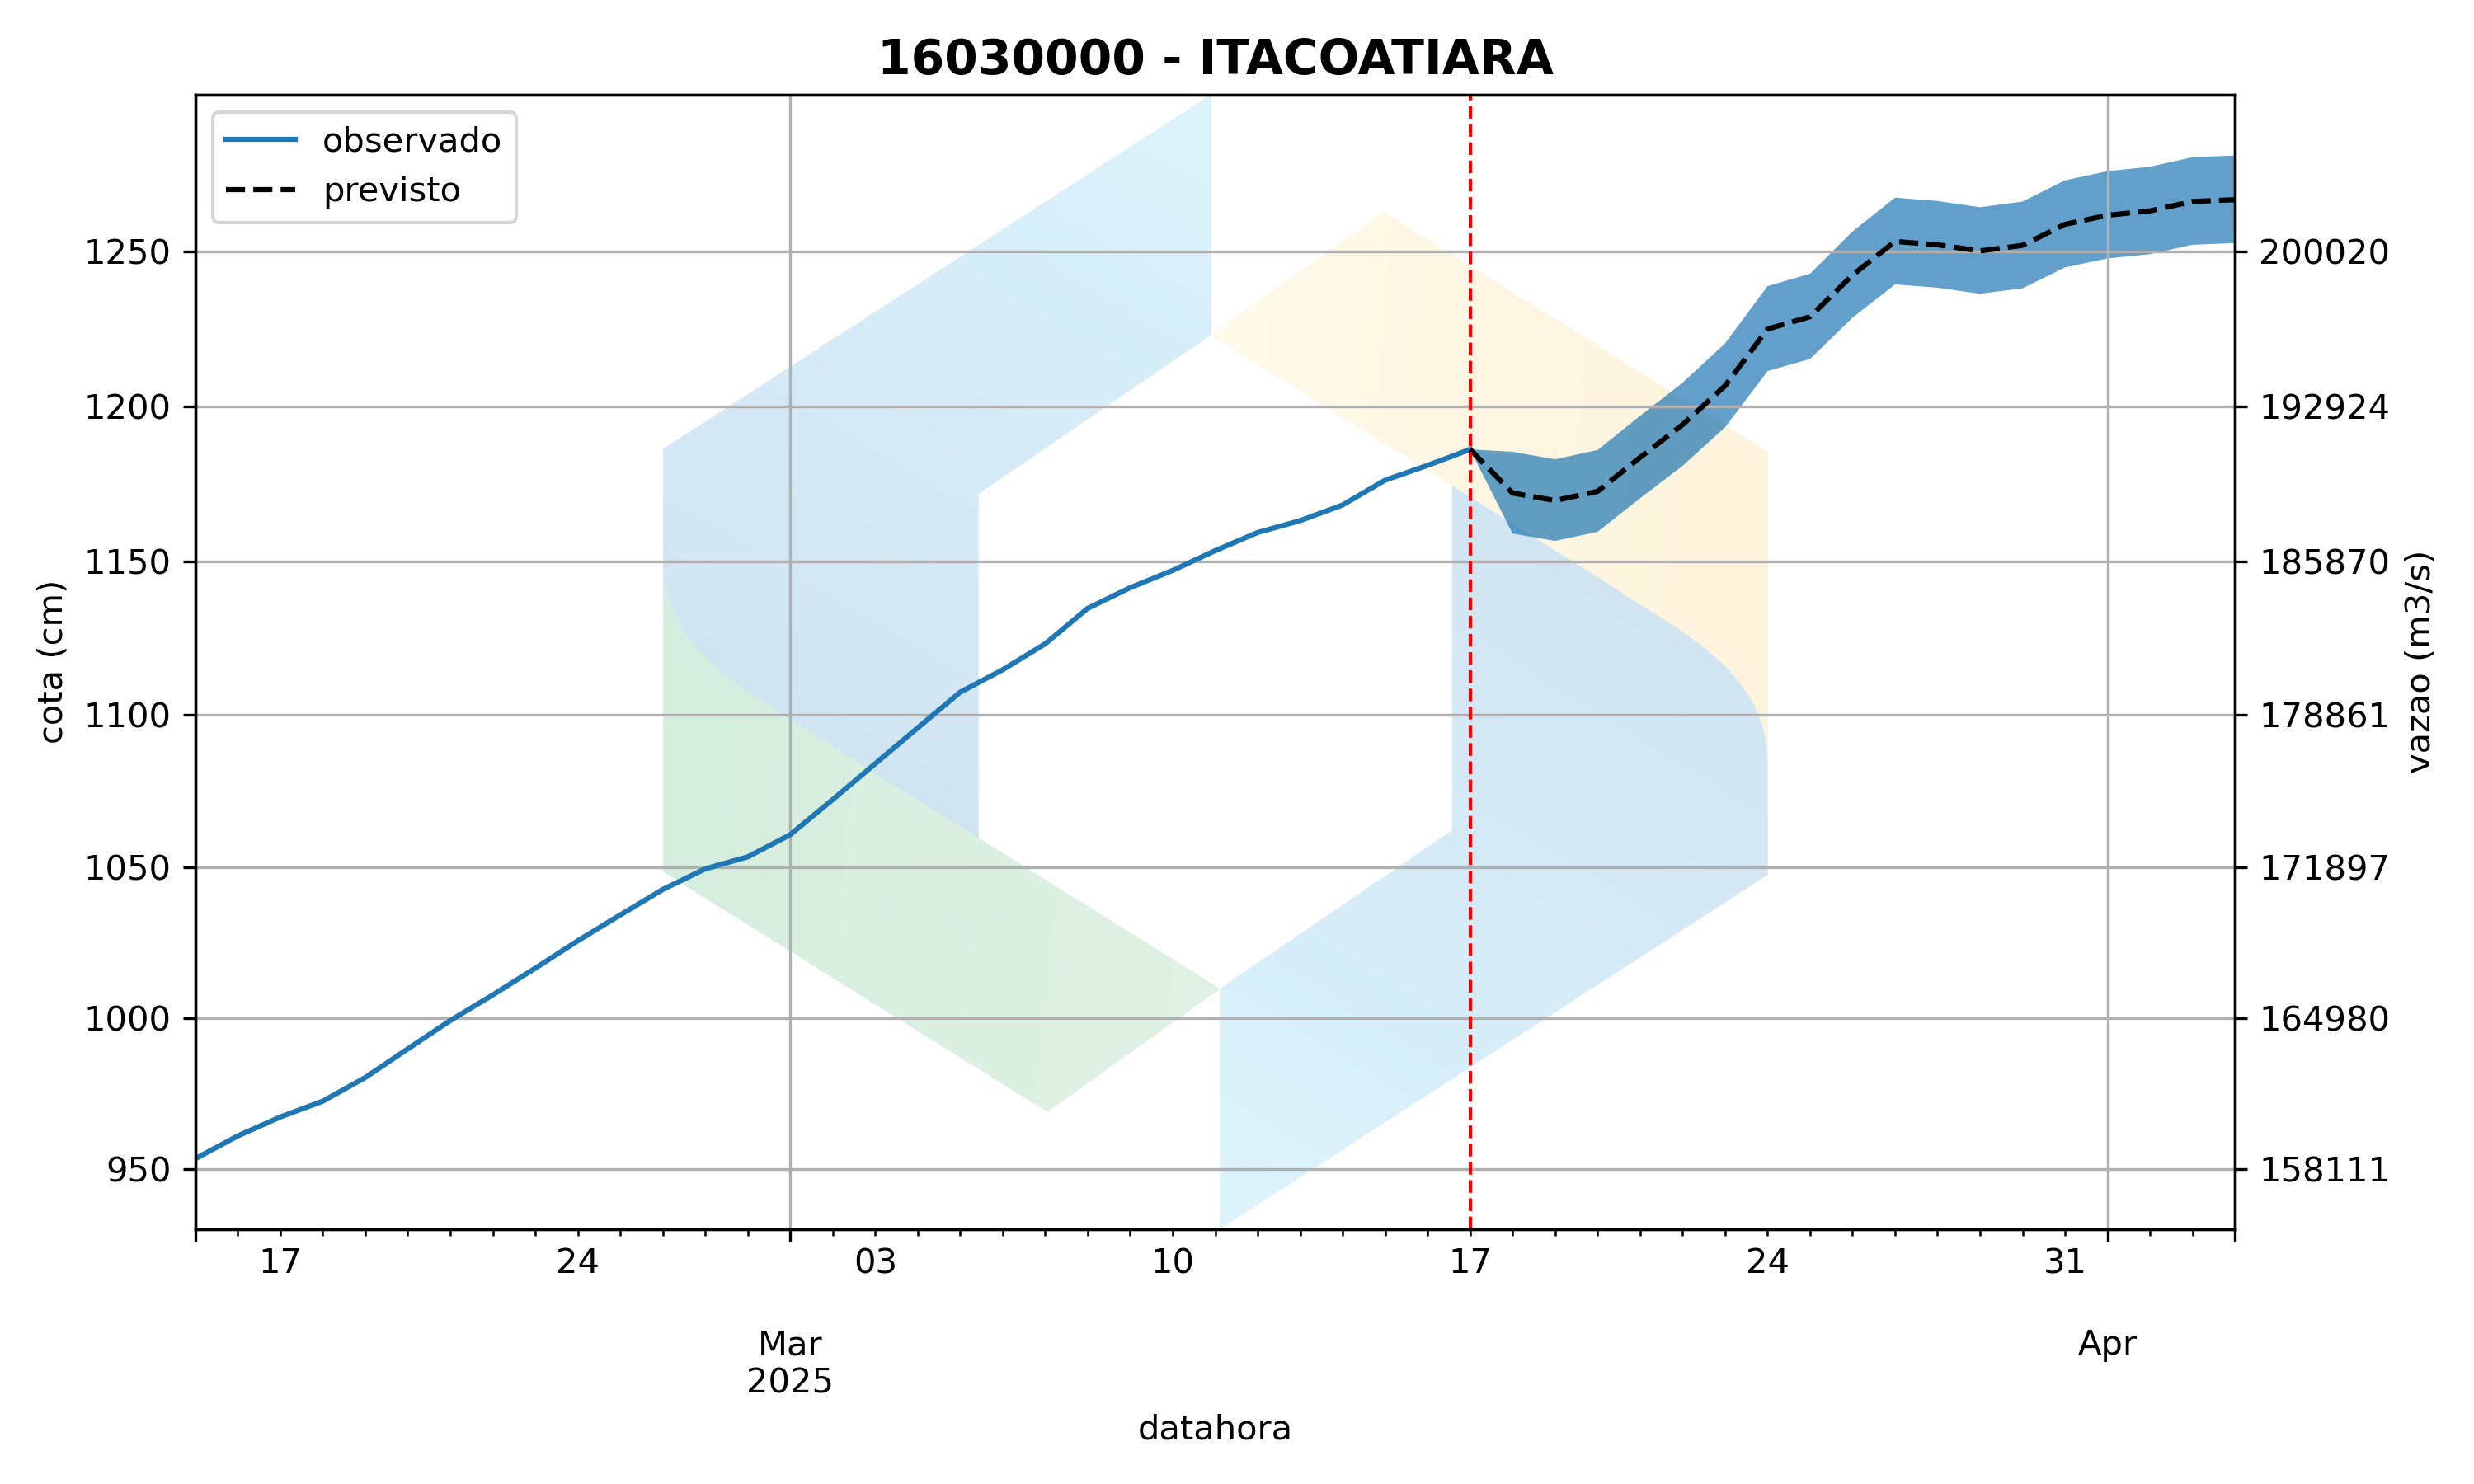 16030000 - ITACOATIARA
observado
previsto
1250
1200
1150
1100
1050
1000
950
cota (cm)
200020
192924
185870
178861
171897
164980
158111
vazao (m3/s)
17
24
03
10
17
24
31
Mar
2025
Apr
datahora